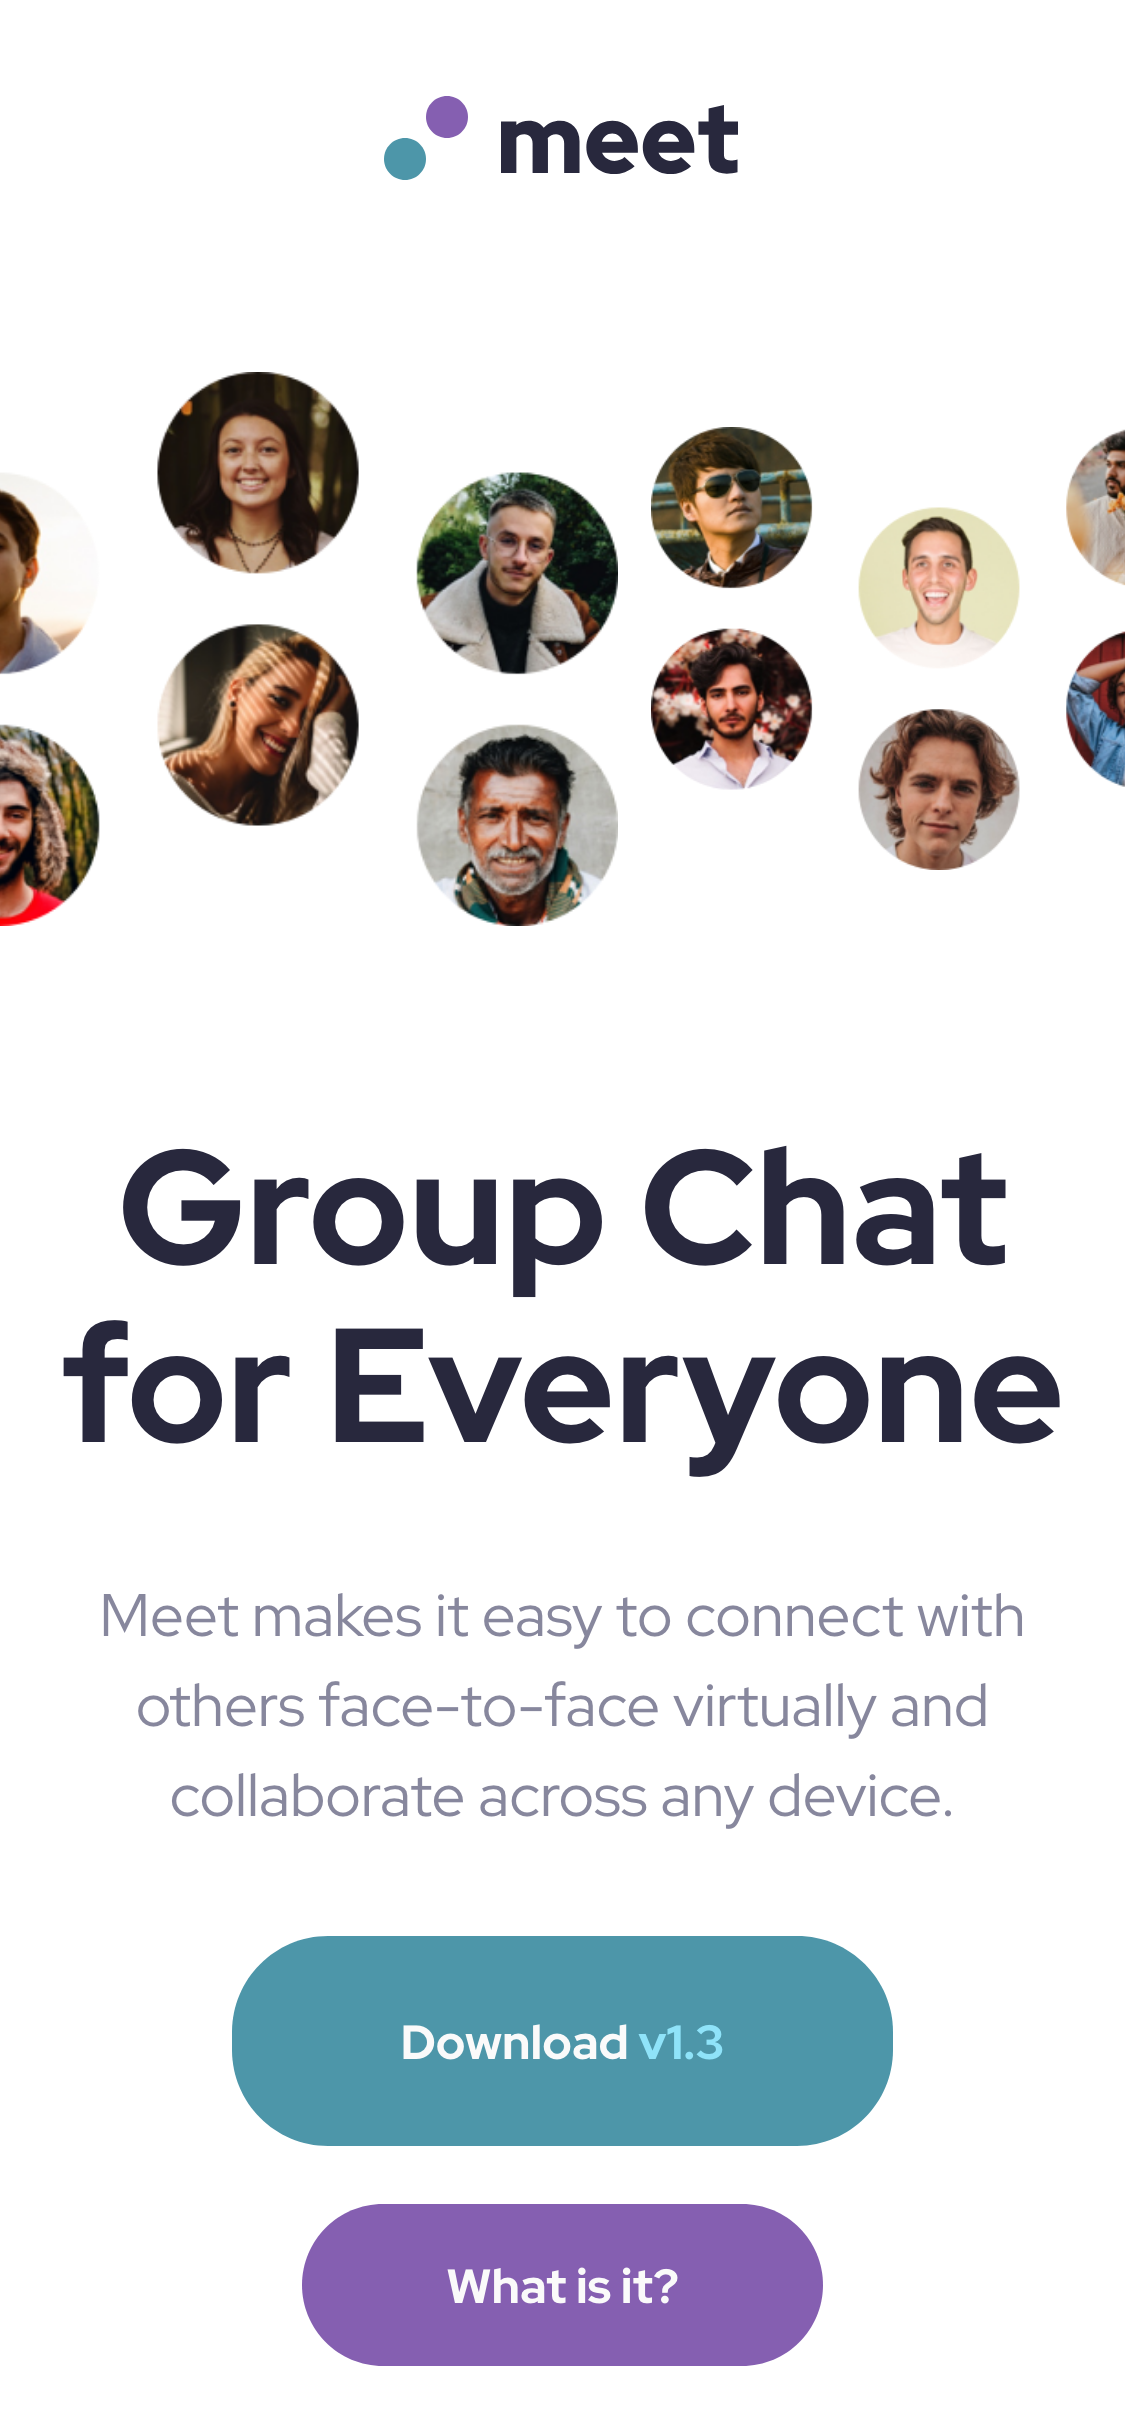 meet
Group Chat
for Everyone
Meet makes it easy to connect with
others face-to-face virtually and
collaborate across any device.
Download v1.3
What is it?